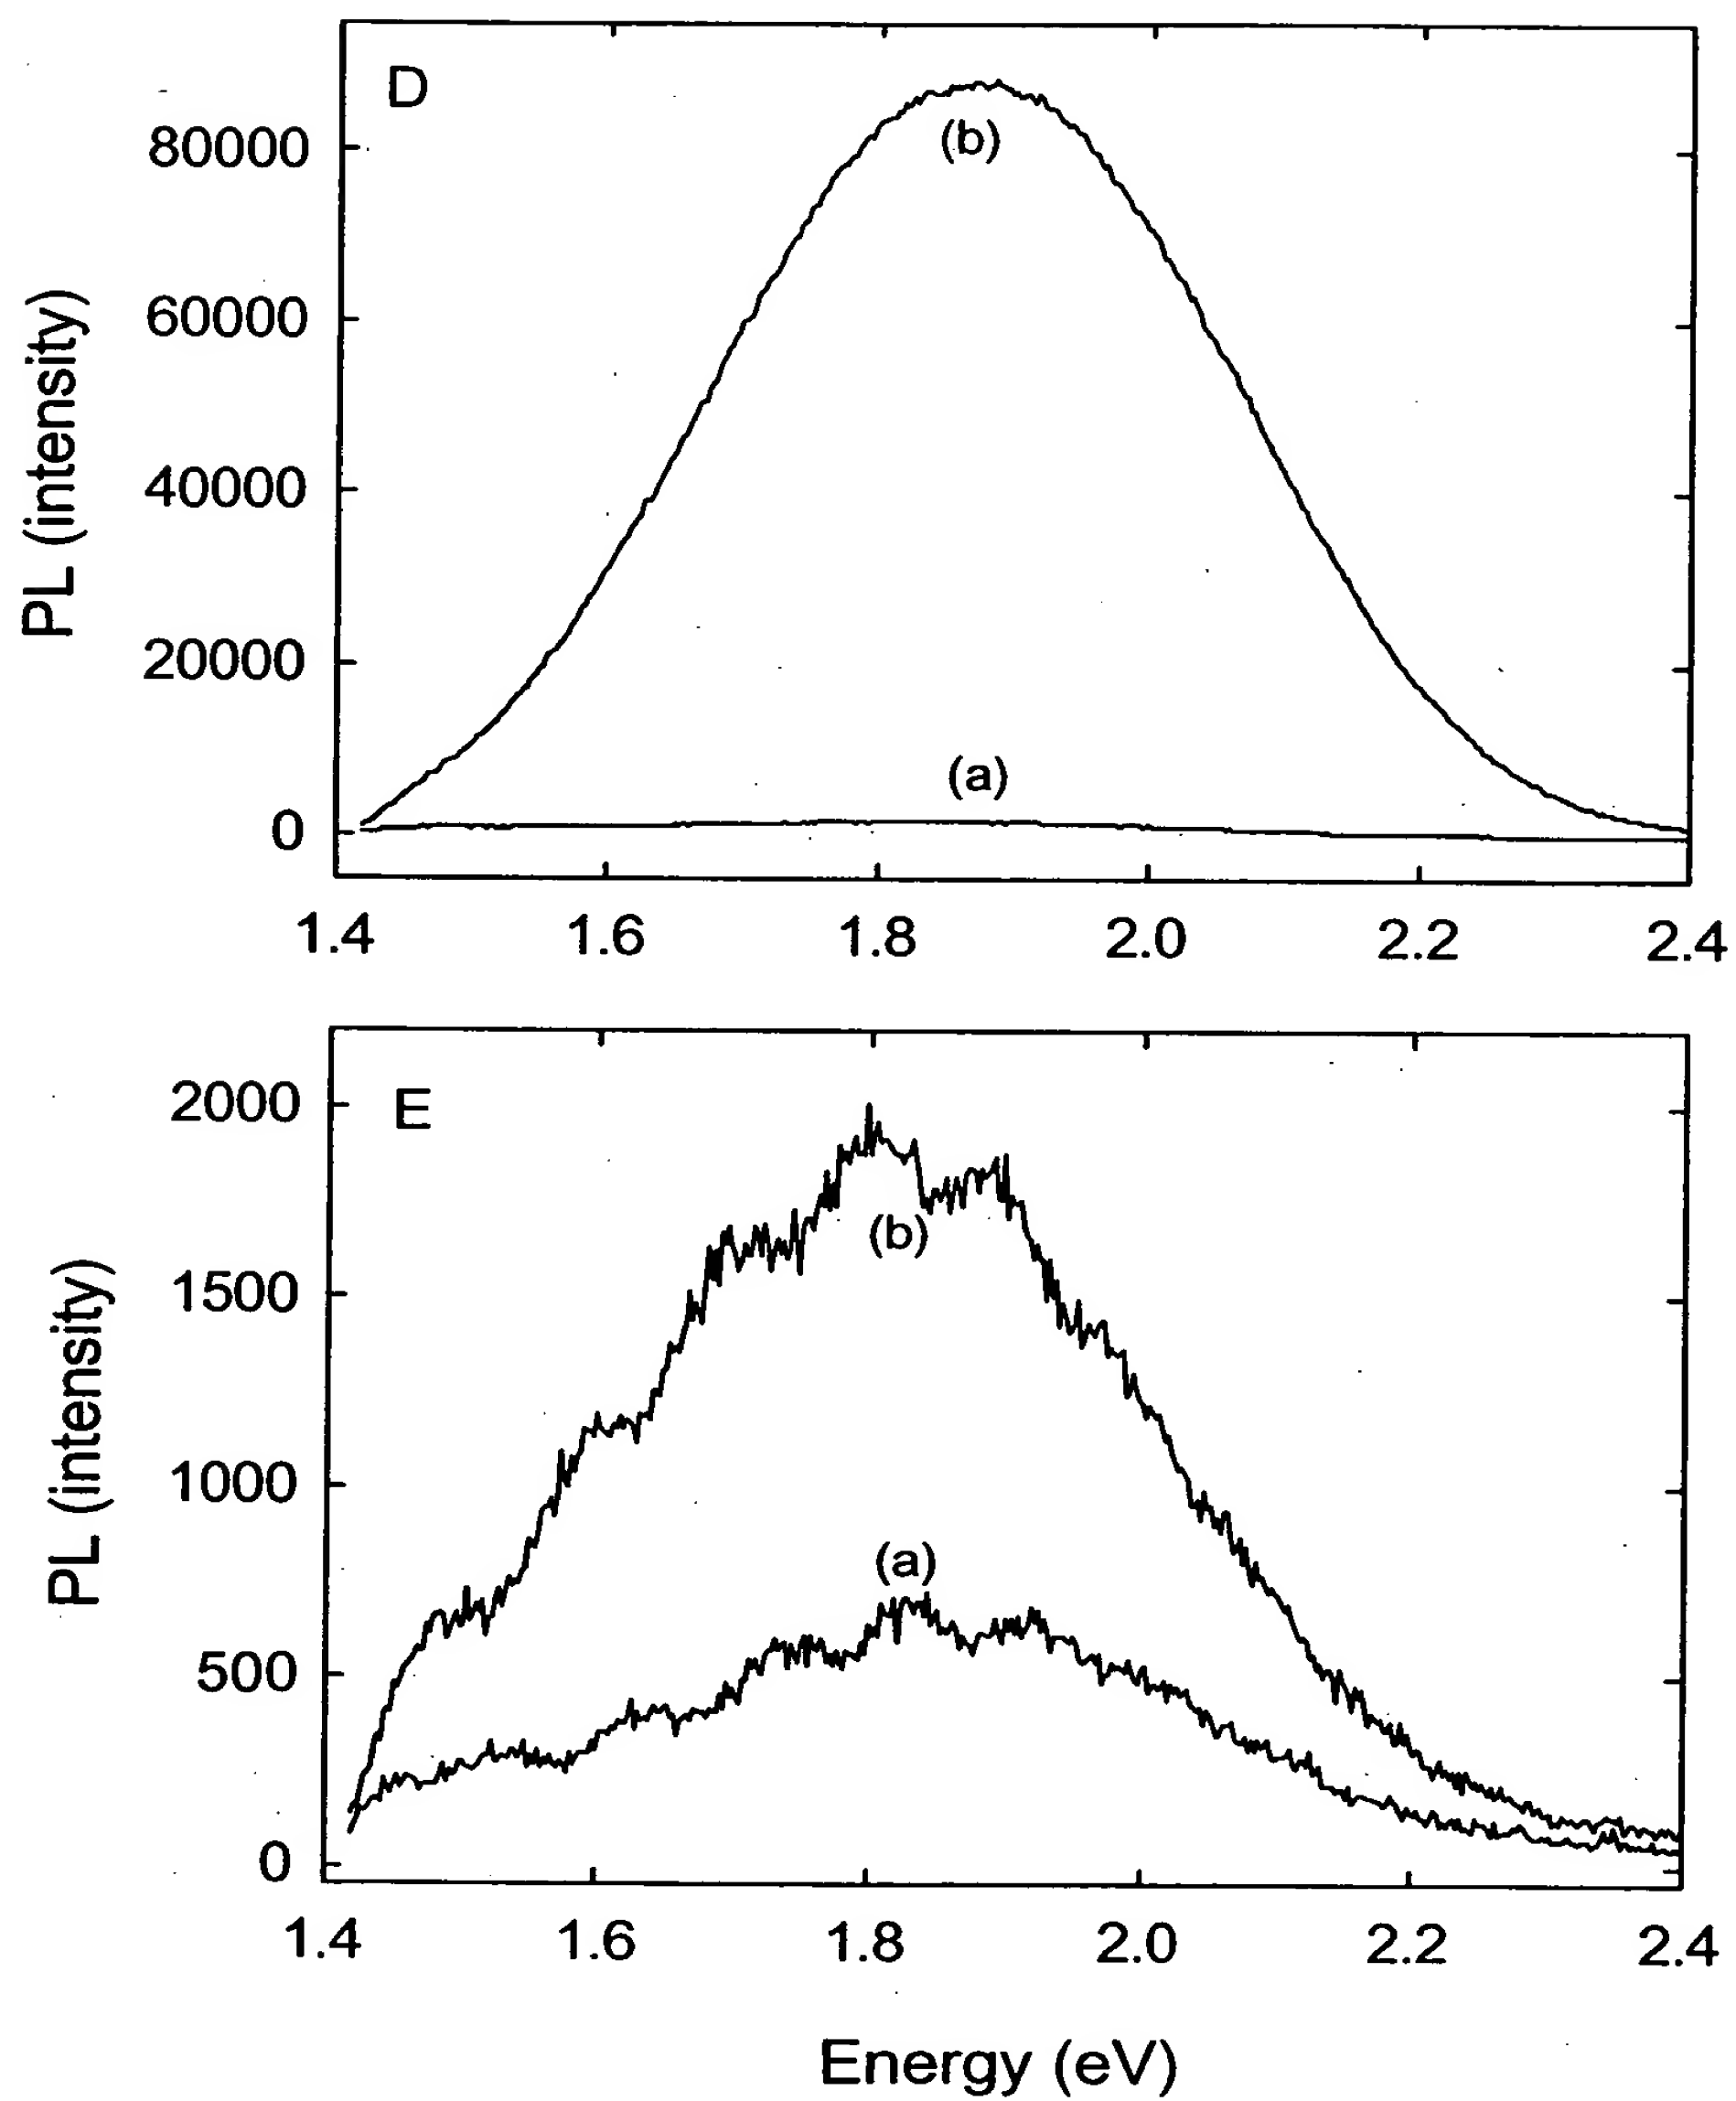 D
(b)
80000
60000
40000
20000
0
PL (intensity)
(a)
1.4 1.6 1.8 2.0 2.2 2.4
E
2000
(b)
1500
1000
500
0
PL (intensity)
(a)
1.4 1.6 1.8 2.0 2.2 2.4
Energy (eV)